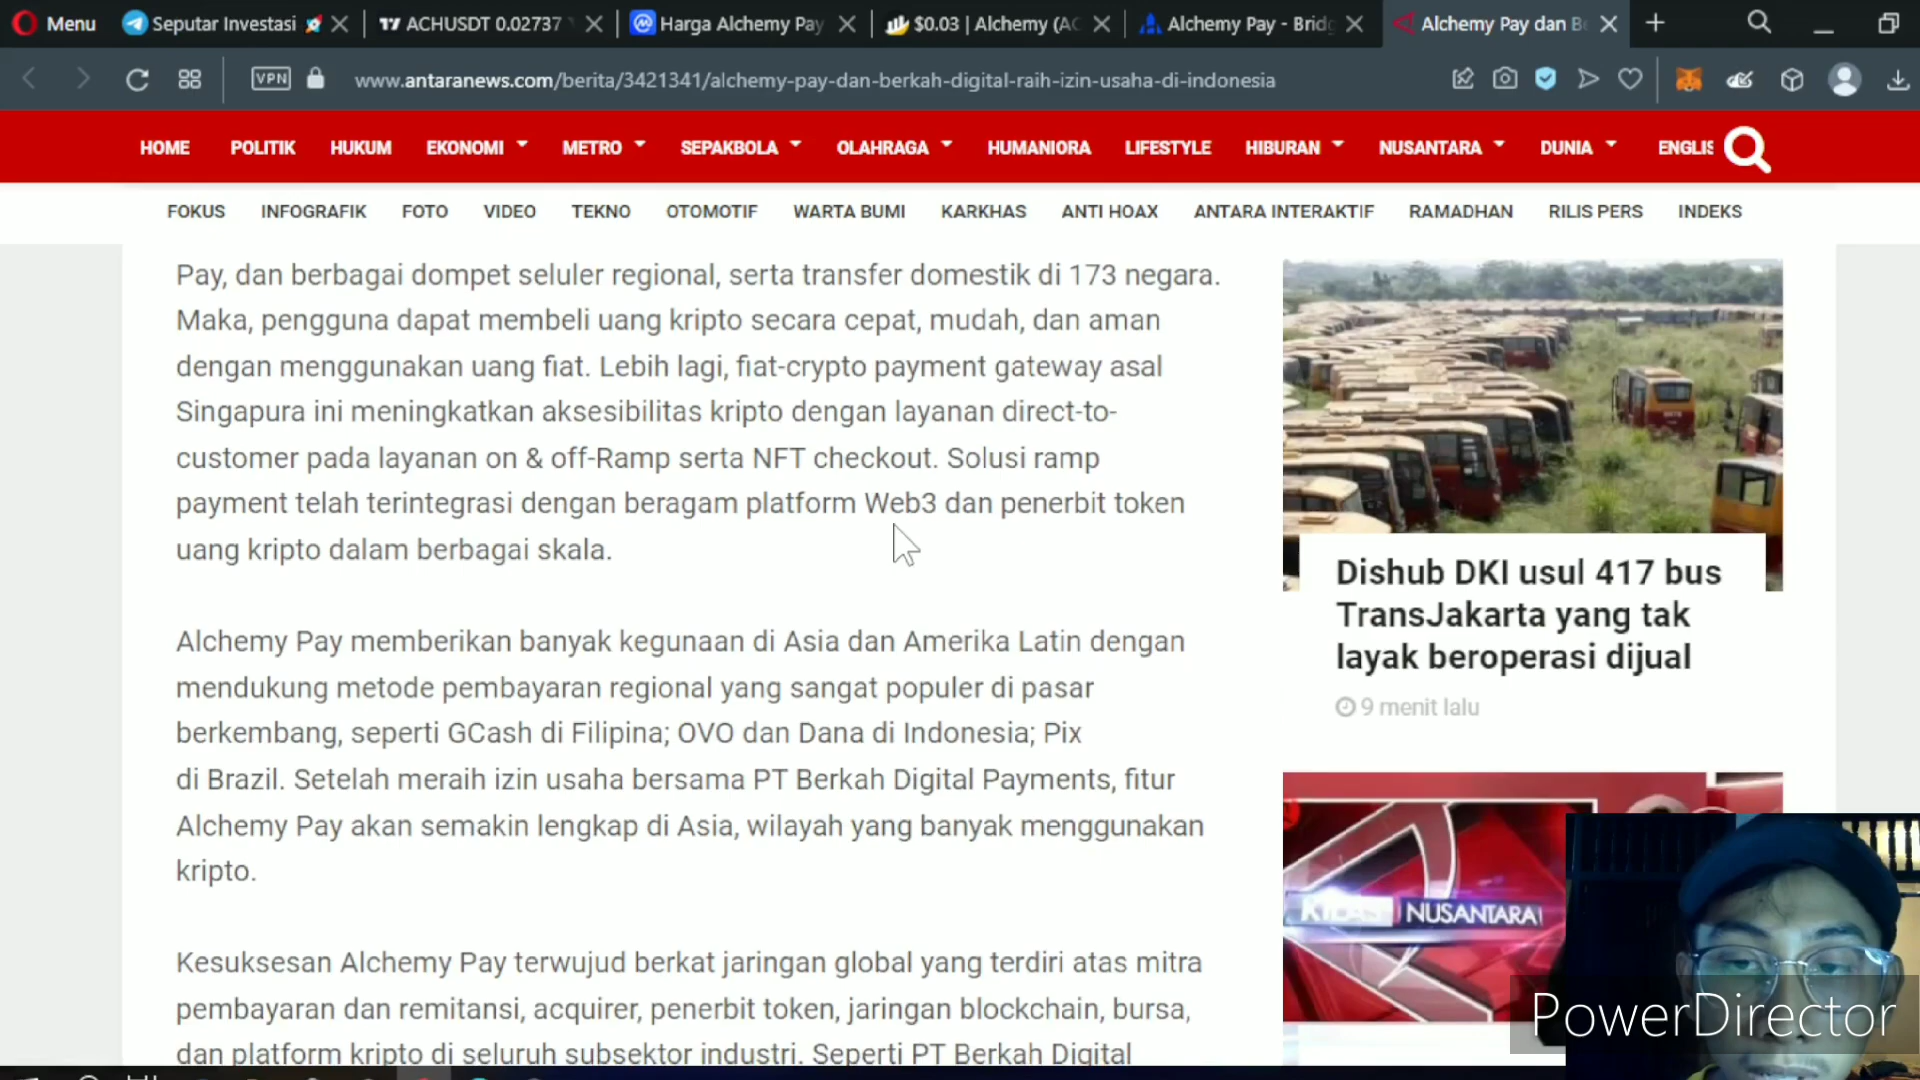 Menu
Seputar Investasi
ACHUSDT 0.02737
Harga Alchemy Pay
$0.03 | Alchemy (AC
Alchemy Pay - Bridg
Alchemy Pay dan Be
VPN
www.antaranews.com/berita/3421341/alchemy-pay-dan-berkah-digital-raih-izin-usaha-di-indonesia
HOME POLITIK HUKUM EKONOMI METRO SEPAKBOLA OLAHRAGA HUMANIORA LIFESTYLE HIBURAN NUSANTARA DUNIA ENGLIS
FOKUS INFOGRAFIK FOTO VIDEO TEKNO OTOMOTIF WARTA BUMI KARKHAS ANTI HOAX ANTARA INTERAKTIF RAMADHAN RILIS PERS INDEKS
Pay, dan berbagai dompet seluler regional, serta transfer domestik di 173 negara.
Maka, pengguna dapat membeli uang kripto secara cepat, mudah, dan aman
dengan menggunakan uang fiat. Lebih lagi, fiat-crypto payment gateway asal
Singapura ini meningkatkan aksesibilitas kripto dengan layanan direct-to-
customer pada layanan on & off-Ramp serta NFT checkout. Solusi ramp
payment telah terintegrasi dengan beragam platform Web3 dan penerbit token
uang kripto dalam berbagai skala.
Alchemy Pay memberikan banyak kegunaan di Asia dan Amerika Latin dengan
mendukung metode pembayaran regional yang sangat populer di pasar
berkembang, seperti GCash di Filipina; OVO dan Dana di Indonesia; Pix
di Brazil. Setelah meraih izin usaha bersama PT Berkah Digital Payments, fitur
Alchemy Pay akan semakin lengkap di Asia, wilayah yang banyak menggunakan
kripto.
Kesuksesan Alchemy Pay terwujud berkat jaringan global yang terdiri atas mitra
pembayaran dan remitansi, acquirer, penerbit token, jaringan blockchain, bursa,
dan platform kripto di seluruh subsektor industri. Seperti PT Berkah Digital
Dishub DKI usul 417 bus
TransJakarta yang tak
layak beroperasi dijual
9 menit lalu
KILAS NUSANTARA
PowerDirector